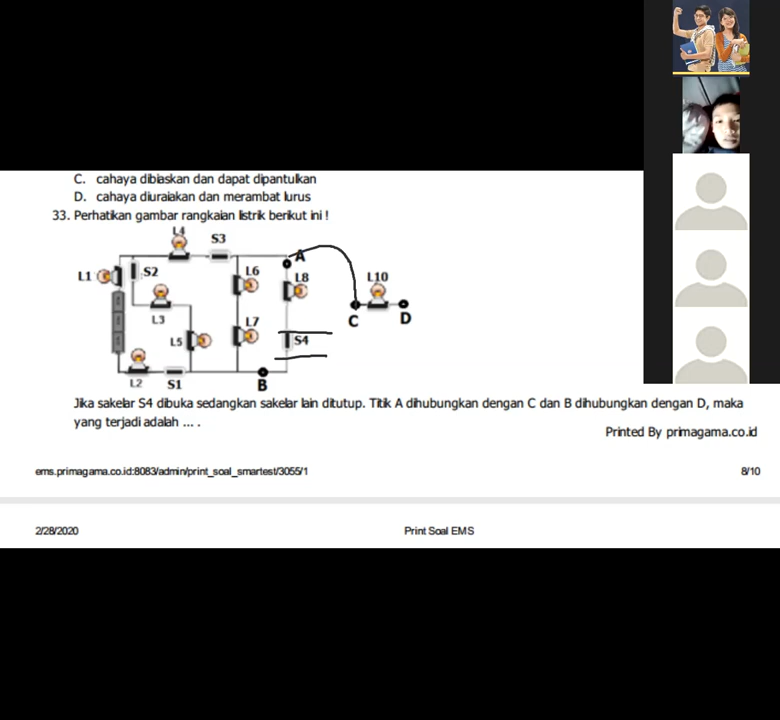 C. cahaya dibiaskan dan dapat dipantulkan
D. cahaya diuraiakan dan merambat lurus
33. Perhatikan gambar rangkaian listrik berikut ini !
L4
S3
A
L1
S2
L6
L8
L10
L3
L7
C
D
L5
S4
L2
S1
B
Jika sakelar S4 dibuka sedangkan sakelar lain ditutup. Titik A dihubungkan dengan C dan B dihubungkan dengan D, maka
yang terjadi adalah ... .
Printed By primagama.co.id
ems.primagama.co.id:8083/admin/print_soal_smartest/3055/1
8/10
2/28/2020
Print Soal EMS